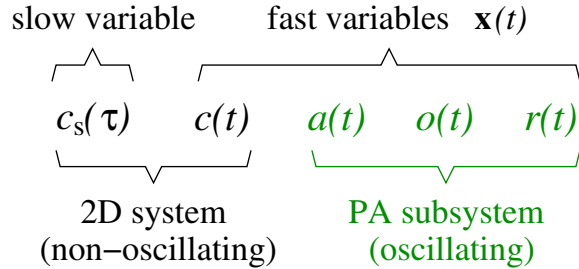 slow variable fast variables x(t)
cₛ(τ) c(t) a(t) o(t) r(t)
2D system PA subsystem
(non−oscillating) (oscillating)